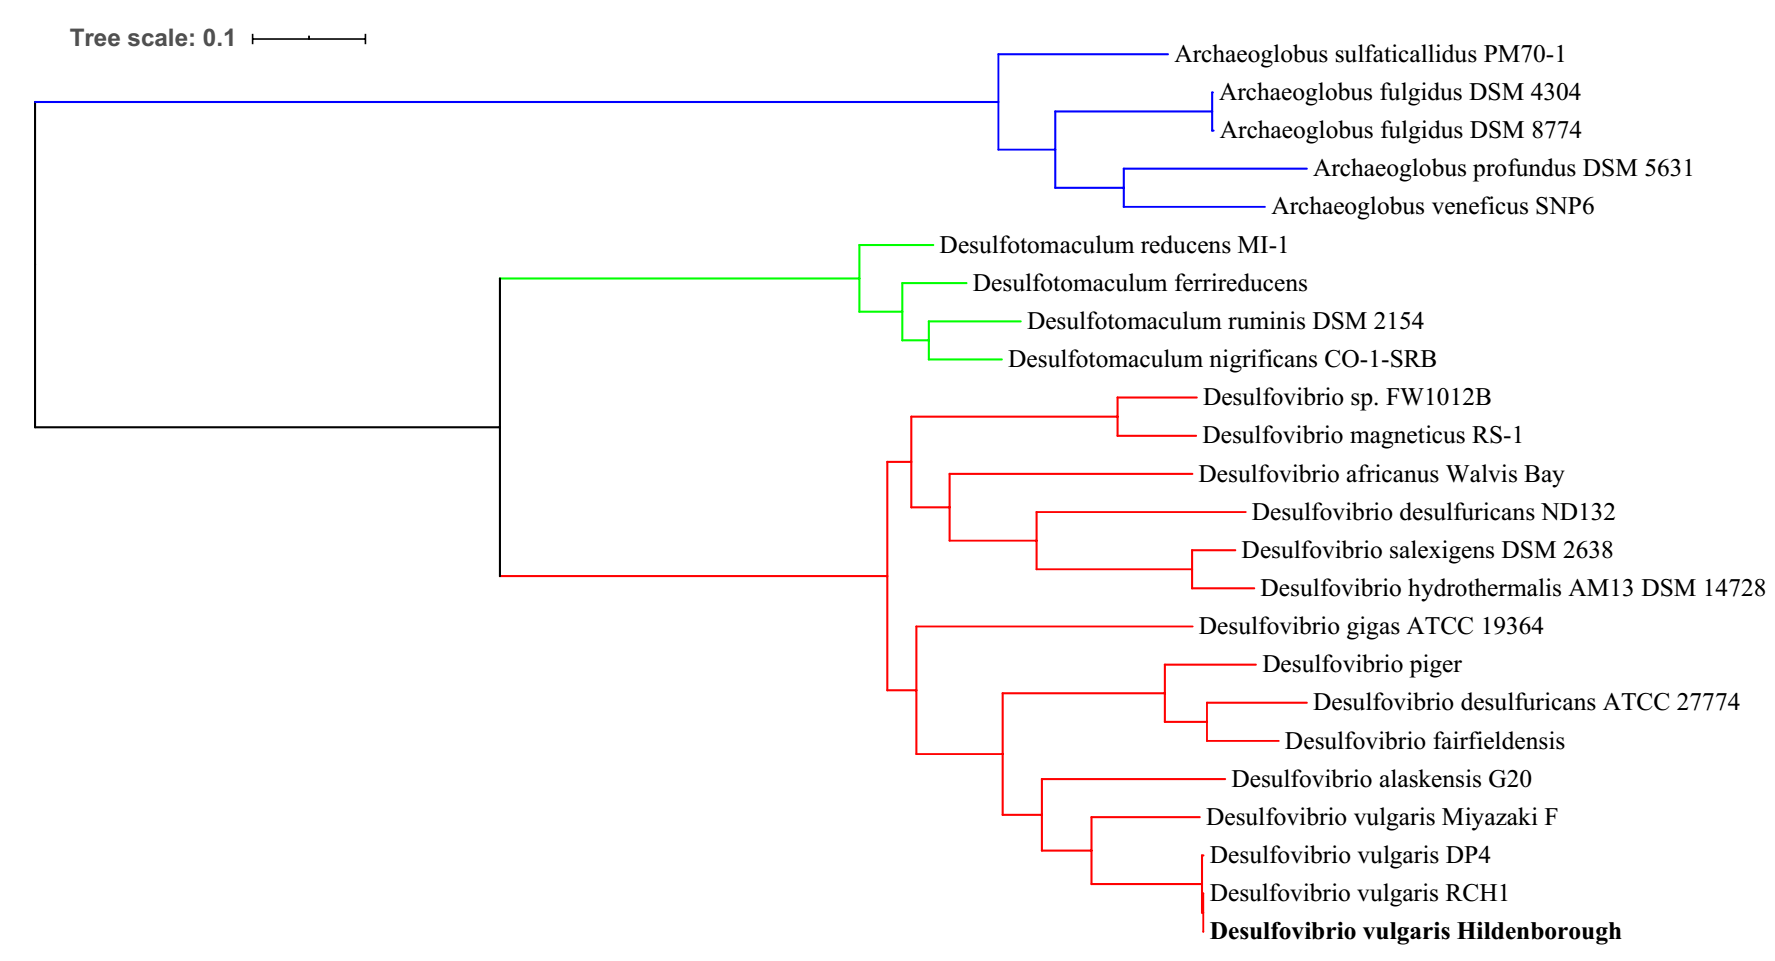 Tree scale: 0.1
Archaeoglobus sulfaticallidus PM70-1
Archaeoglobus fulgidus DSM 4304
Archaeoglobus fulgidus DSM 8774
Archaeoglobus profundus DSM 5631
Archaeoglobus veneficus SNP6
Desulfotomaculum reducens MI-1
Desulfotomaculum ferrireducens
Desulfotomaculum ruminis DSM 2154
Desulfotomaculum nigrificans CO-1-SRB
Desulfovibrio sp. FW1012B
Desulfovibrio magneticus RS-1
Desulfovibrio africanus Walvis Bay
Desulfovibrio desulfuricans ND132
Desulfovibrio salexigens DSM 2638
Desulfovibrio hydrothermalis AM13 DSM 14728
Desulfovibrio gigas ATCC 19364
Desulfovibrio piger
Desulfovibrio desulfuricans ATCC 27774
Desulfovibrio fairfieldensis
Desulfovibrio alaskensis G20
Desulfovibrio vulgaris Miyazaki F
Desulfovibrio vulgaris DP4
Desulfovibrio vulgaris RCH1
Desulfovibrio vulgaris Hildenborough